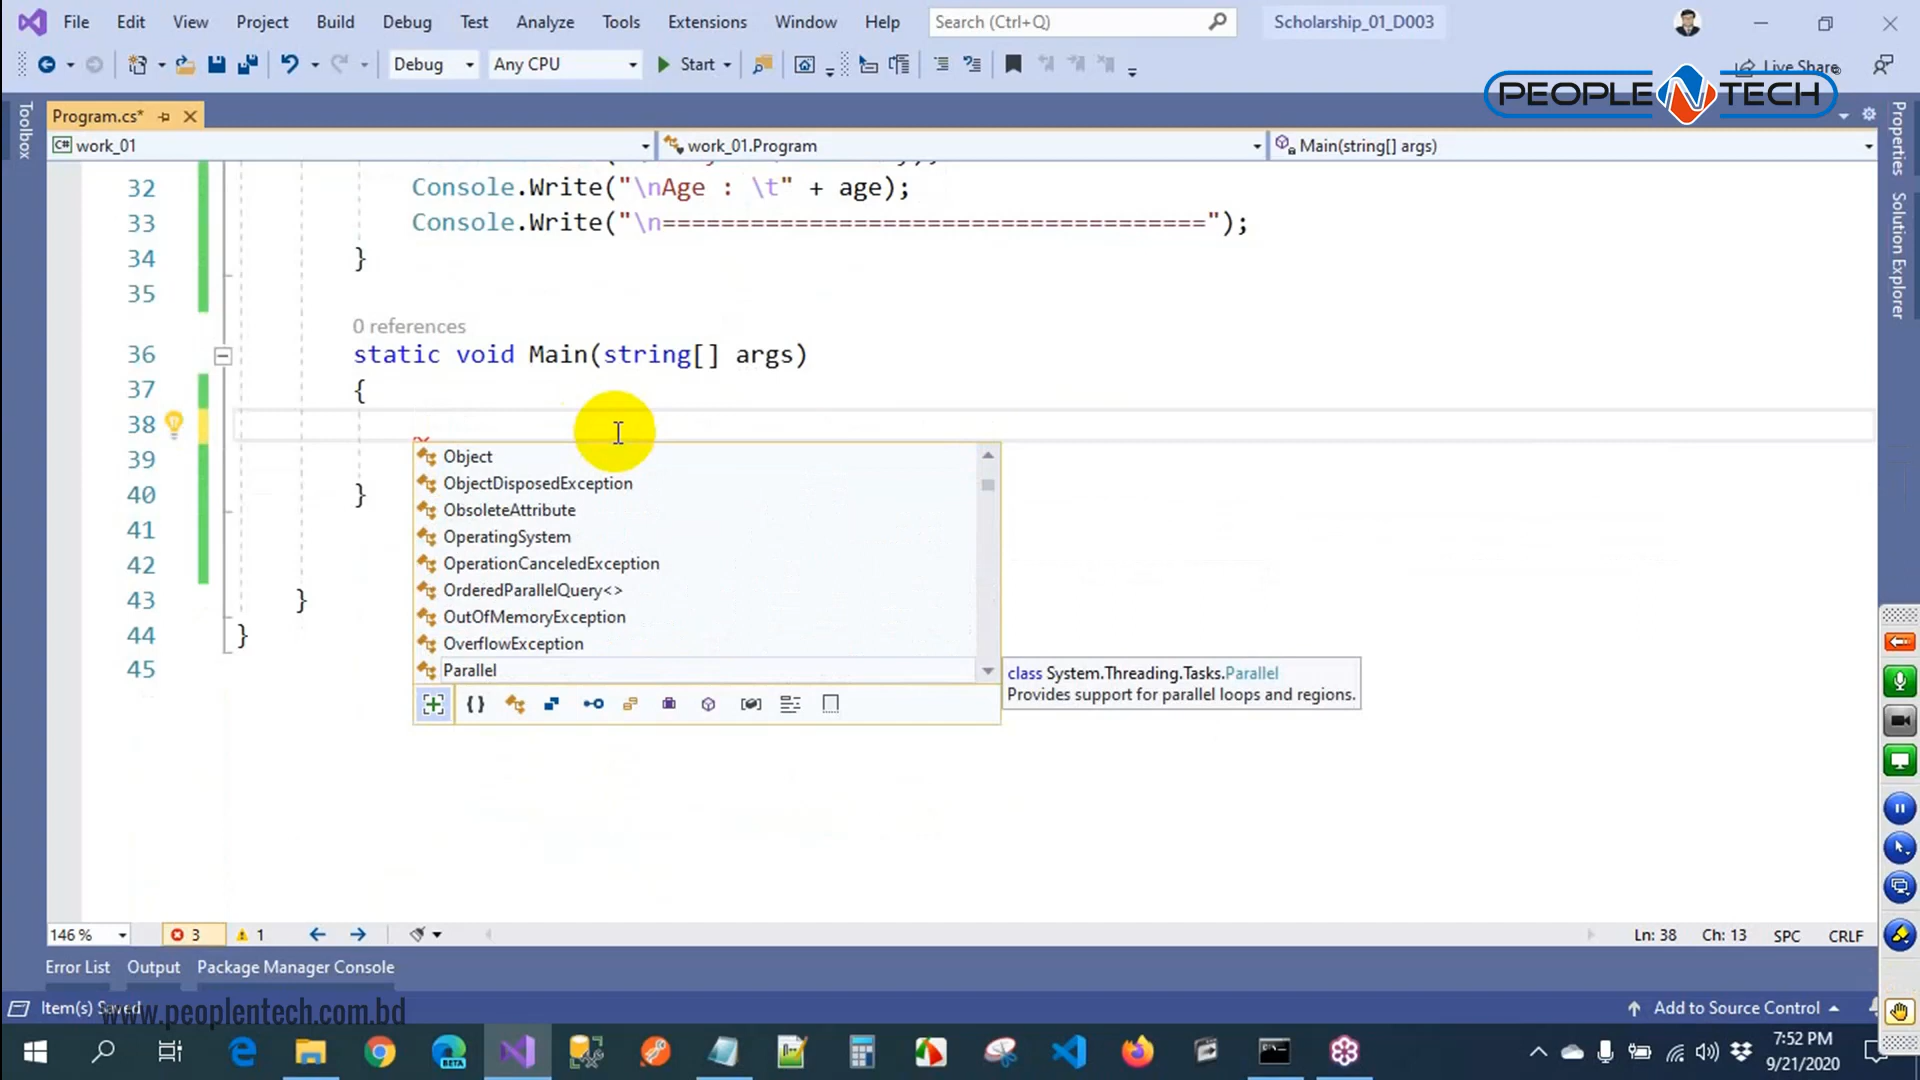 File Edit View Project Build Debug Test Analyze Tools Extensions Window Help Search (Ctrl+Q) Scholarship_01_D003
Debug Any CPU Start Live Share
PEOPLE N TECH
Toolbox
Program.cs*
work_01 work_01.Program Main(string[] args)
Properties
Solution Explorer
32 Console.Write("\nAge : \t" + age);
33 Console.Write("\n=====================================");
34 }
35
0 references
36 static void Main(string[] args)
37 {
38
39
40 }
41
42
43 }
44 }
45
Object
ObjectDisposedException
ObsoleteAttribute
OperatingSystem
OperationCanceledException
OrderedParallelQuery<>
OutOfMemoryException
OverflowException
Parallel
class System.Threading.Tasks.Parallel
Provides support for parallel loops and regions.
146 % 3 1 Ln: 38 Ch: 13 SPC CRLF
Error List Output Package Manager Console
Item(s) Saved Add to Source Control
www.peoplentech.com.bd
BETA
7:52 PM
9/21/2020